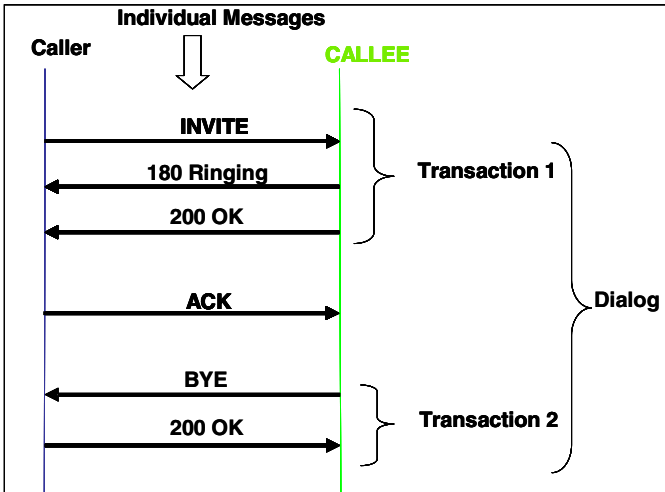 Individual Messages
Caller
CALLEE
INVITE
180 Ringing
Transaction 1
200 OK
ACK
Dialog
BYE
Transaction 2
200 OK